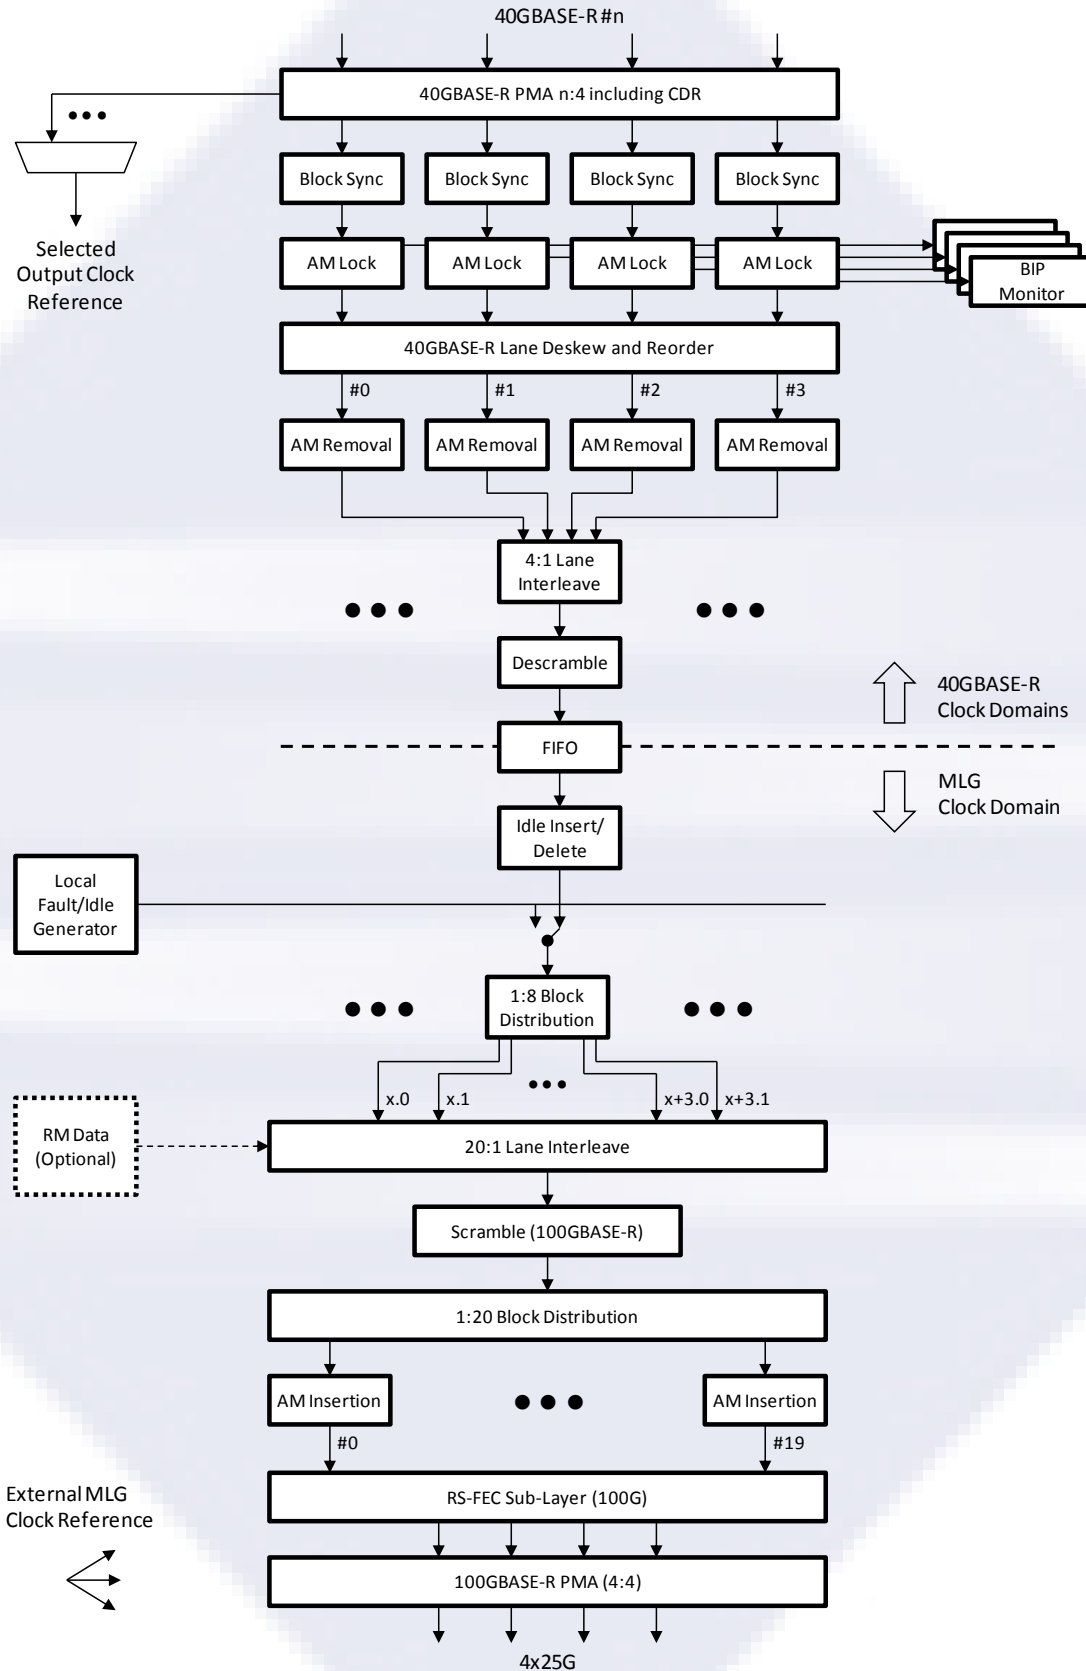 40GBASE-R #n
40GBASE-R PMA n:4 including CDR
Block Sync
Block Sync
Block Sync
Block Sync
Selected
Output Clock
Reference
AM Lock
AM Lock
AM Lock
AM Lock
BIP
Monitor
40GBASE-R Lane Deskew and Reorder
#0
#1
#2
#3
AM Removal
AM Removal
AM Removal
AM Removal
4:1 Lane
Interleave
Descramble
40GBASE-R
Clock Domains
FIFO
MLG
Clock Domain
Idle Insert/
Delete
Local
Fault/Idle
Generator
1:8 Block
Distribution
x.0
x.1
x+3.0
x+3.1
RM Data
(Optional)
20:1 Lane Interleave
Scramble (100GBASE-R)
1:20 Block Distribution
AM Insertion
AM Insertion
#0
#19
External MLG
Clock Reference
RS-FEC Sub-Layer (100G)
100GBASE-R PMA (4:4)
4x25G